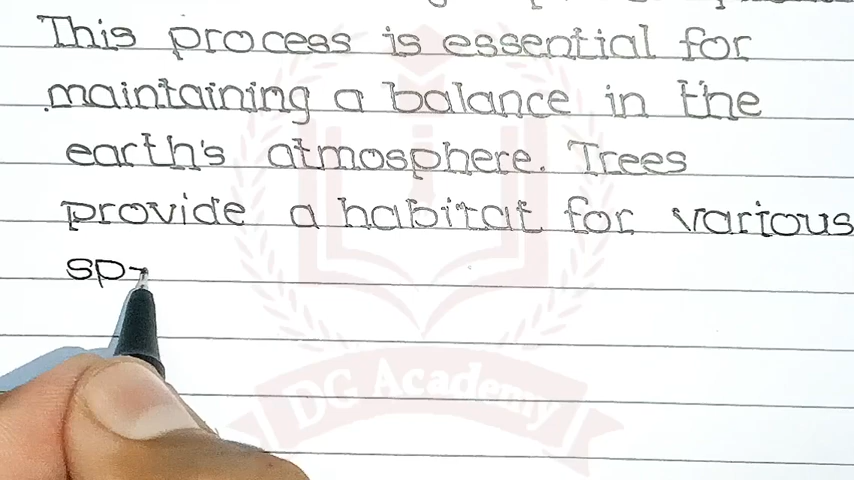 This process is essential for
maintaining a balance in the
earth's atmosphere. Trees
provide a habitat for various
sp
DG Academy